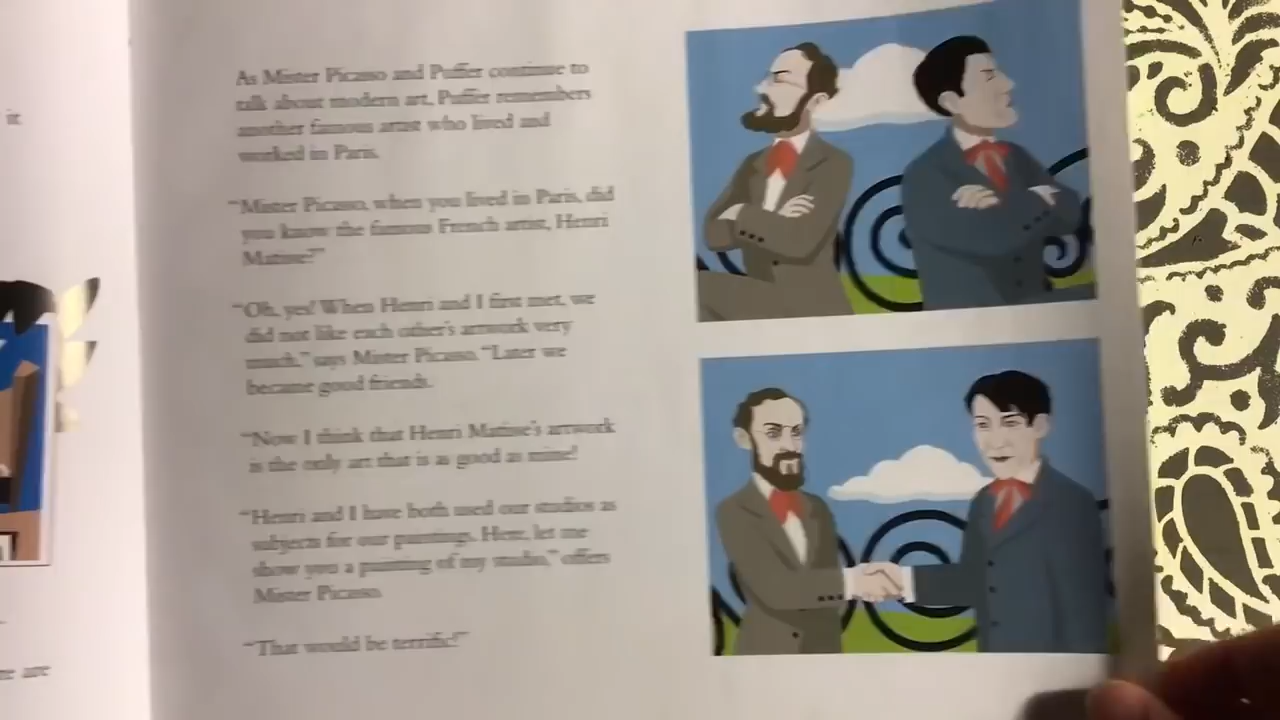 it
re are
As Mister Picasso and Puffer continue to
talk about modern art, Puffer remembers
another famous artist who lived and
worked in Paris.
“Mister Picasso, when you lived in Paris, did
you know the famous French artist, Henri
Matisse?”
“Oh, yes! When Henri and I first met, we
did not like each other's artwork very
much,” says Mister Picasso. “Later we
became good friends.
“Now I think that Henri Matisse's artwork
is the only art that is as good as mine!
“Henri and I have both used our studios as
subjects for our paintings. Here, let me
show you a painting of my studio,” offers
Mister Picasso.
“That would be terrific!”